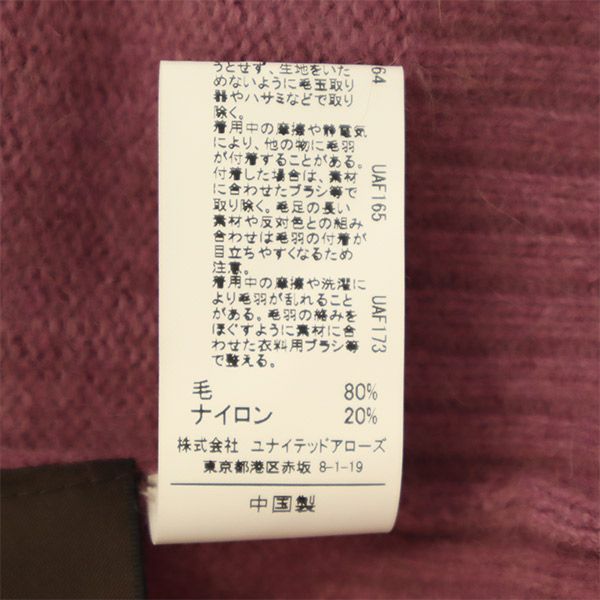 うとせず、生地をいた
めないように毛玉取り
器やハサミなどで取り
除く。
着用中の摩擦や静電気
により、他の物に毛羽
が付着することがある。
付着した場合は、素材
に合わせたブラシ等で
取り除く。毛足の長い
素材や反対色との組み
合わせは毛羽の付着が
目立ちやすくなるため
注意。
着用中の摩擦や洗濯に
より毛羽が乱れること
がある。毛羽の絡みを
ほぐすように素材に合
わせた衣料用ブラシ等
で整える。
64
UAF165
UAF173
毛 80%
ナイロン 20%
株式会社 ユナイテッドアローズ
東京都港区赤坂 8-1-19
中国製